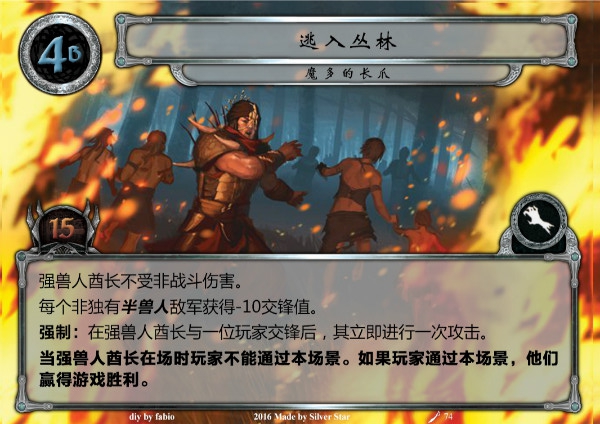 4B
逃入丛林
魔多的长爪
15
强兽人酋长不受非战斗伤害。
每个非独有半兽人敌军获得-10交锋值。
强制：在强兽人酋长与一位玩家交锋后，其立即进行一次攻击。
当强兽人酋长在场时玩家不能通过本场景。如果玩家通过本场景，他们
赢得游戏胜利。
diy by fabio 2016 Made by Silver Star 74